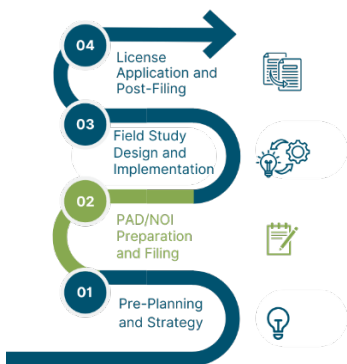 04
License
Application and
Post-Filing
03
Field Study
Design and
Implementation
02
PAD/NOI
Preparation
and Filing
01
Pre-Planning
and Strategy